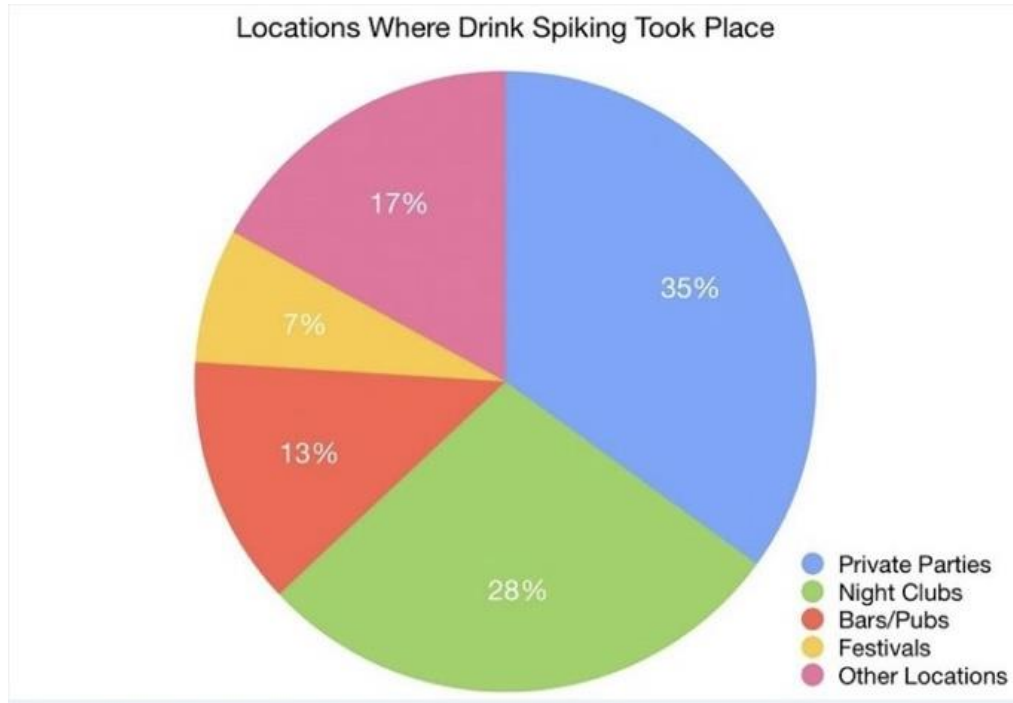 Locations Where Drink Spiking Took Place
17%
35%
7%
13%
28%
Private Parties
Night Clubs
Bars/Pubs
Festivals
Other Locations